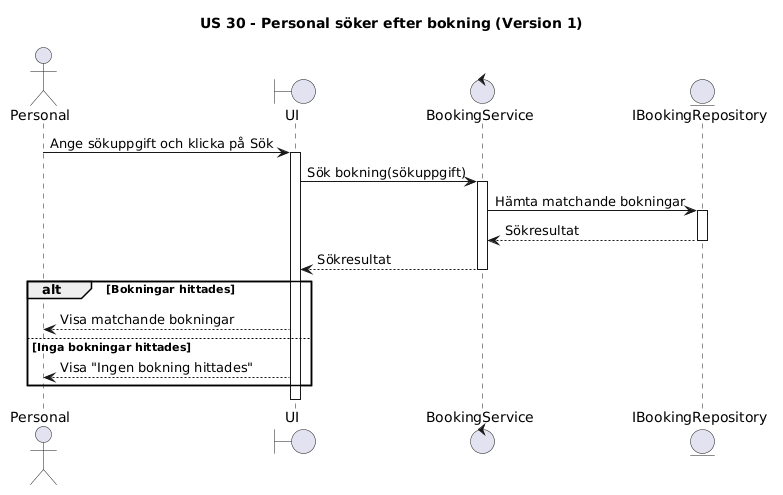 US 30 - Personal söker efter bokning (Version 1)
Personal
UI
BookingService
IBookingRepository
Ange sökuppgift och klicka på Sök
Sök bokning(sökuppgift)
Hämta matchande bokningar
Sökresultat
Sökresultat
alt [Bokningar hittades]
Visa matchande bokningar
[Inga bokningar hittades]
Visa "Ingen bokning hittades"
Personal
UI
BookingService
IBookingRepository